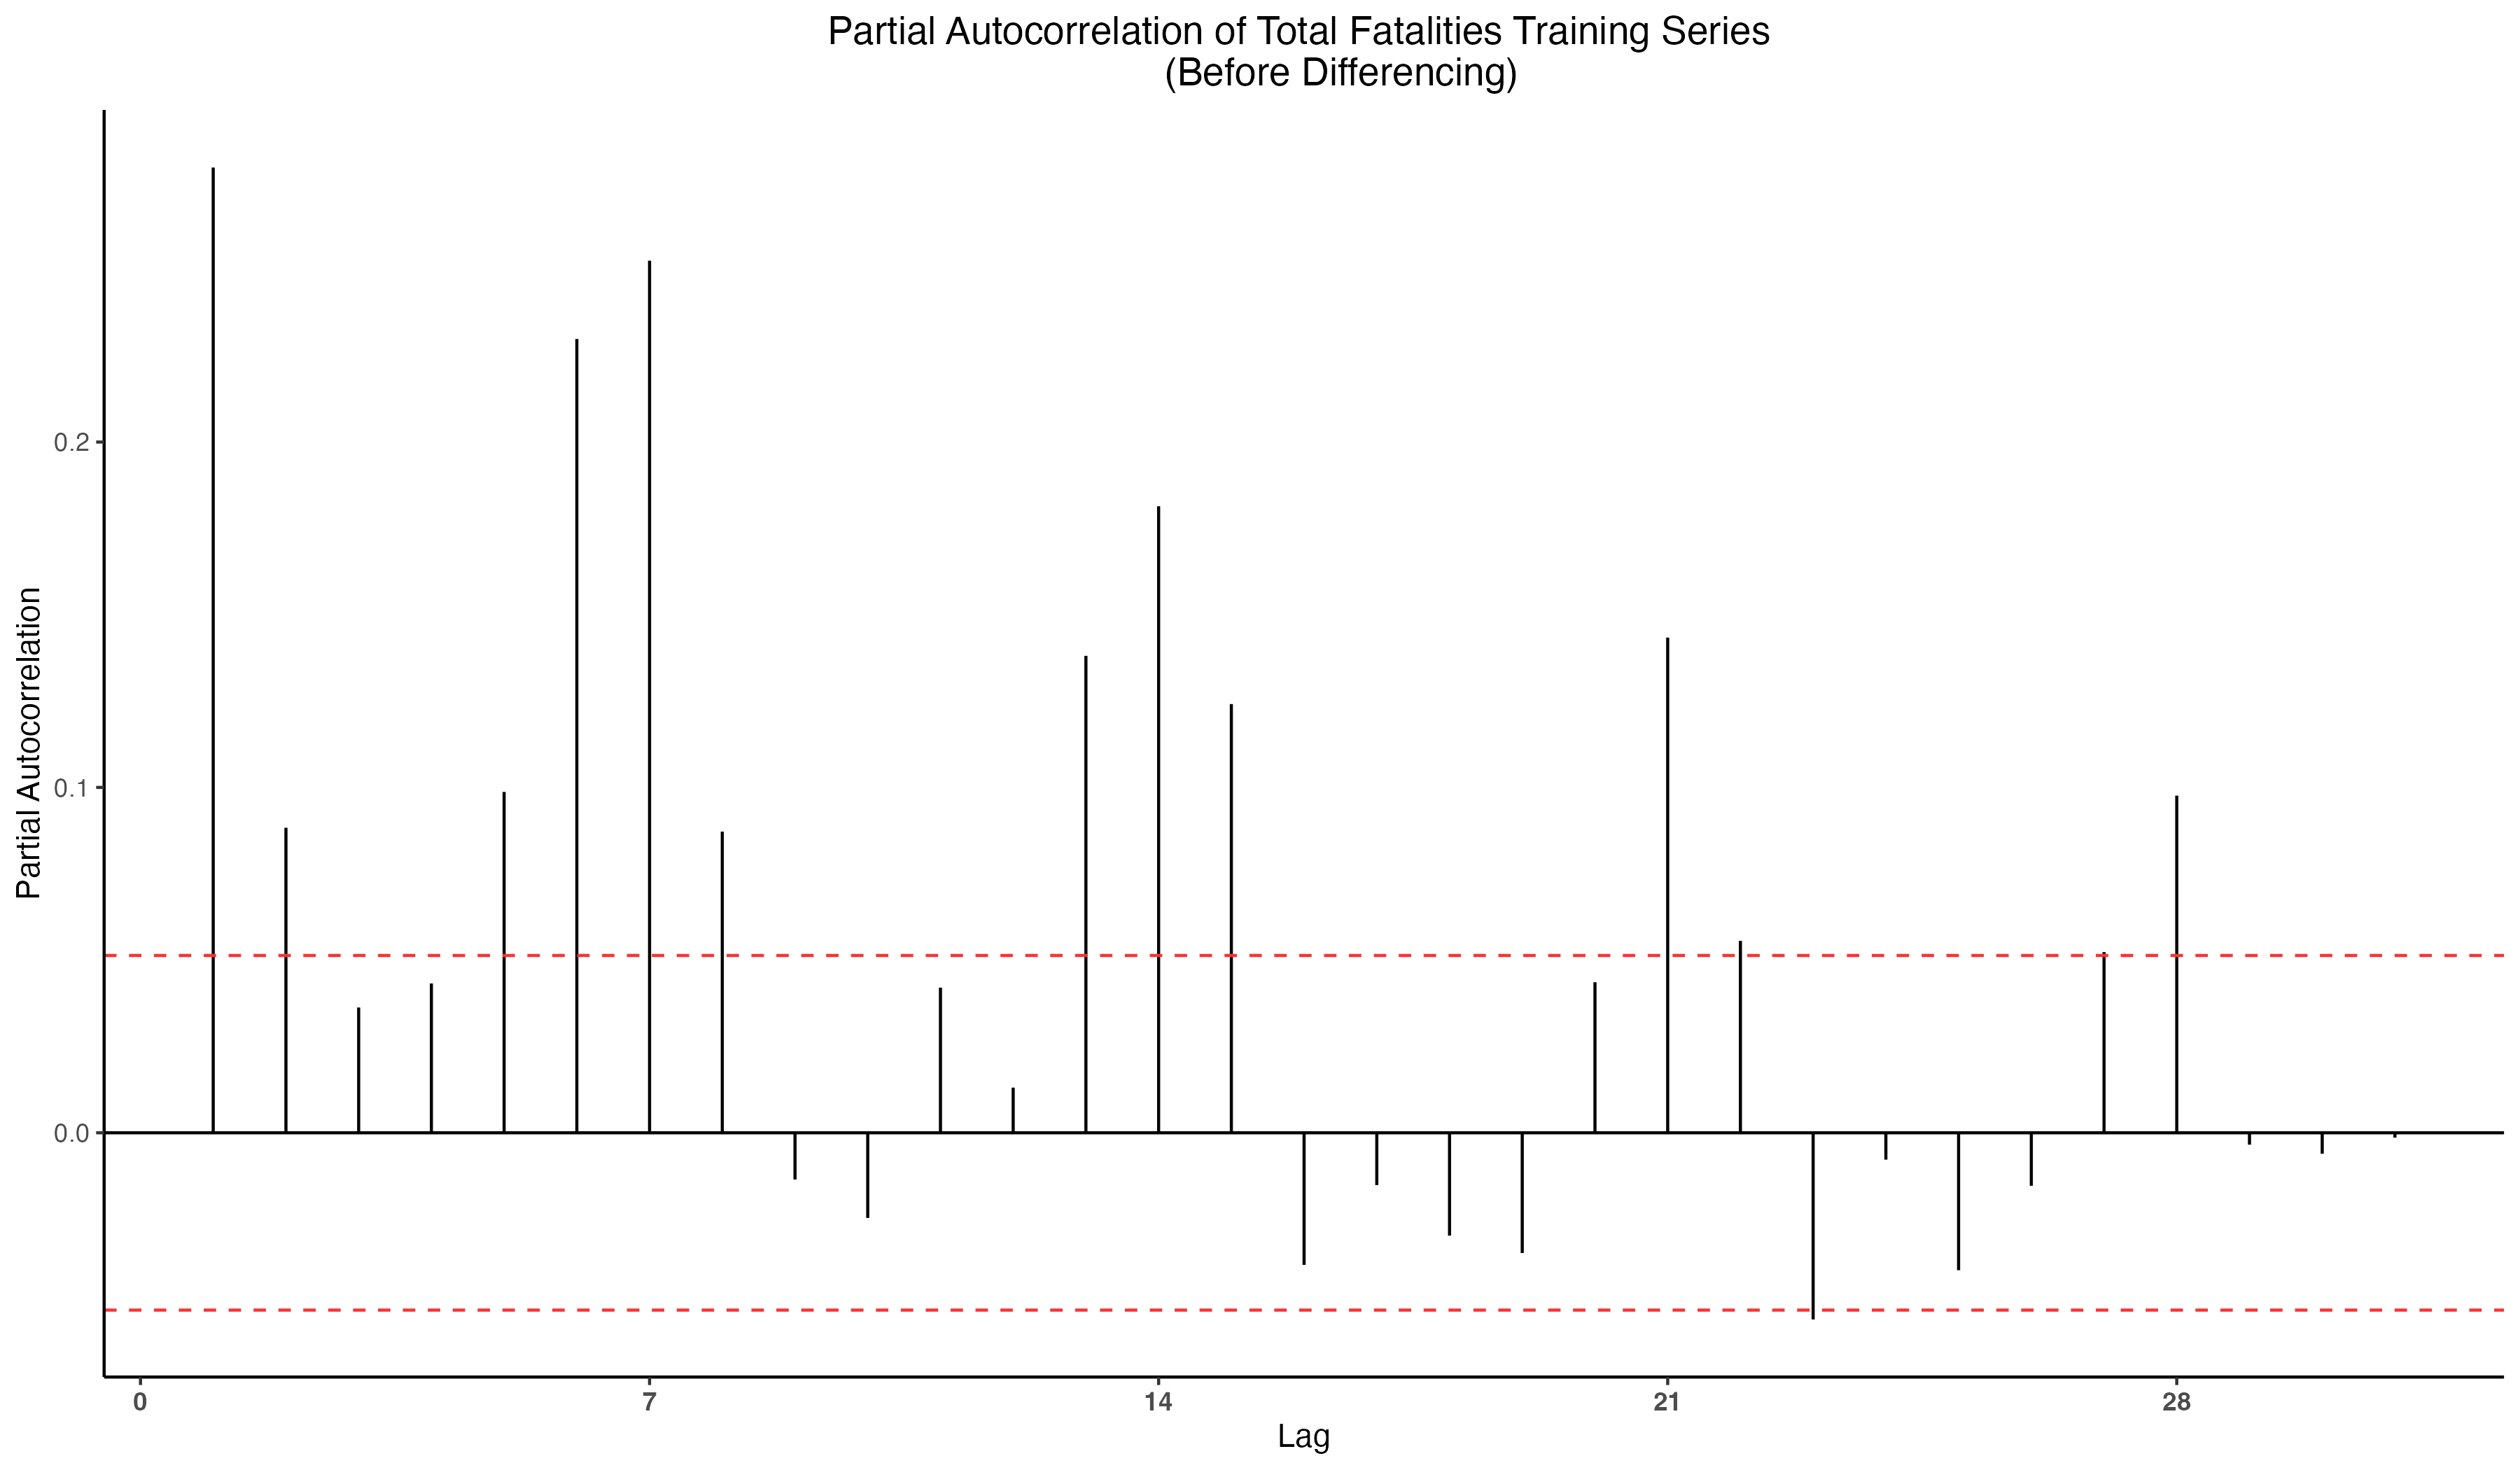 Partial Autocorrelation of Total Fatalities Training Series
(Before Differencing)
Partial Autocorrelation
0.2
0.1
0.0
0
7
14
21
28
Lag